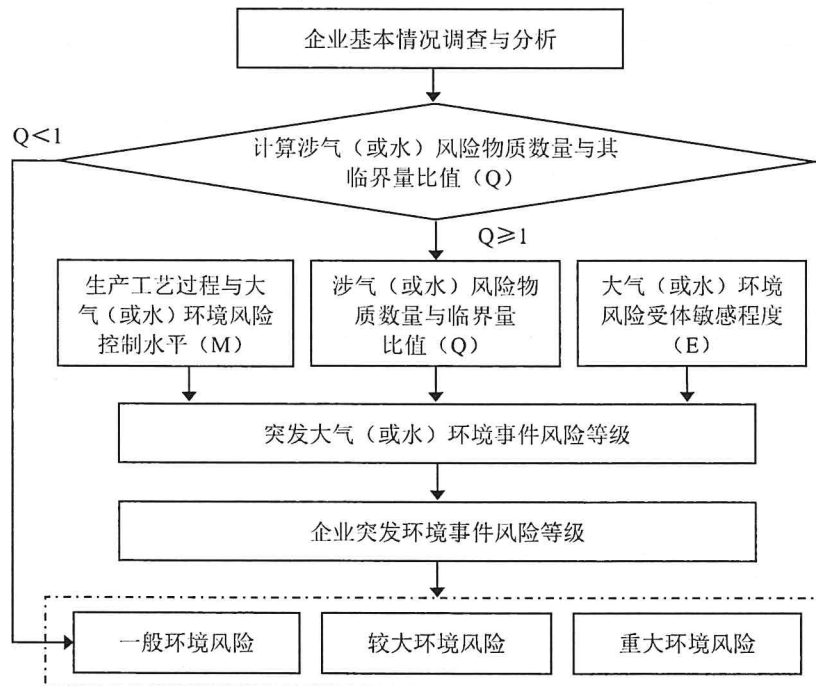 企业基本情况调查与分析
Q＜1
计算涉气（或水）风险物质数量与其
临界量比值（Q）
Q≥1
生产工艺过程与大
气（或水）环境风险
控制水平（M）
涉气（或水）风险物
质数量与临界量
比值（Q）
大气（或水）环境
风险受体敏感程度
（E）
突发大气（或水）环境事件风险等级
企业突发环境事件风险等级
一般环境风险
较大环境风险
重大环境风险